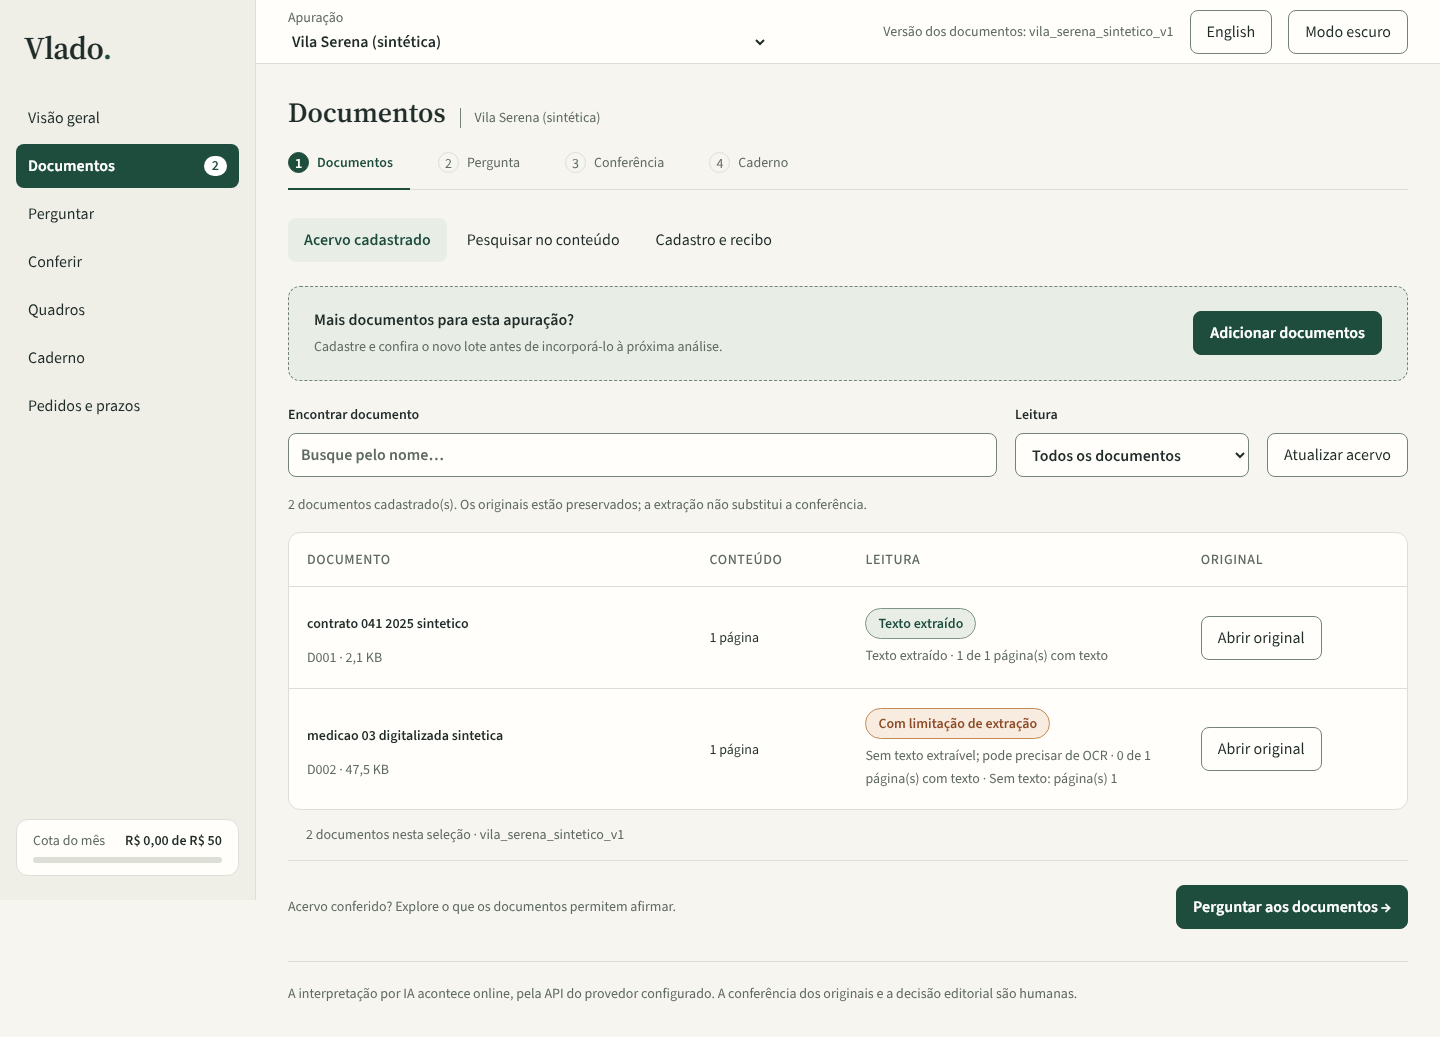 Vlado.
Visão geral
Documentos 2
Perguntar
Conferir
Quadros
Caderno
Pedidos e prazos
Cota do mês R$ 0,00 de R$ 50
Apuração
Vila Serena (sintética)
Versão dos documentos: vila_serena_sintetico_v1 English Modo escuro
Documentos Vila Serena (sintética)
1 Documentos 2 Pergunta 3 Conferência 4 Caderno
Acervo cadastrado Pesquisar no conteúdo Cadastro e recibo
Mais documentos para esta apuração?
Cadastre e confira o novo lote antes de incorporá-lo à próxima análise.
Adicionar documentos
Encontrar documento Leitura
Busque pelo nome... Todos os documentos Atualizar acervo
2 documentos cadastrado(s). Os originais estão preservados; a extração não substitui a conferência.
DOCUMENTO CONTEÚDO LEITURA ORIGINAL
contrato 041 2025 sintetico
D001 · 2,1 KB
1 página
Texto extraído
Texto extraído · 1 de 1 página(s) com texto
Abrir original
medicao 03 digitalizada sintetica
D002 · 47,5 KB
1 página
Com limitação de extração
Sem texto extraível; pode precisar de OCR · 0 de 1
página(s) com texto · Sem texto: página(s) 1
Abrir original
2 documentos nesta seleção · vila_serena_sintetico_v1
Acervo conferido? Explore o que os documentos permitem afirmar.
Perguntar aos documentos →
A interpretação por IA acontece online, pela API do provedor configurado. A conferência dos originais e a decisão editorial são humanas.